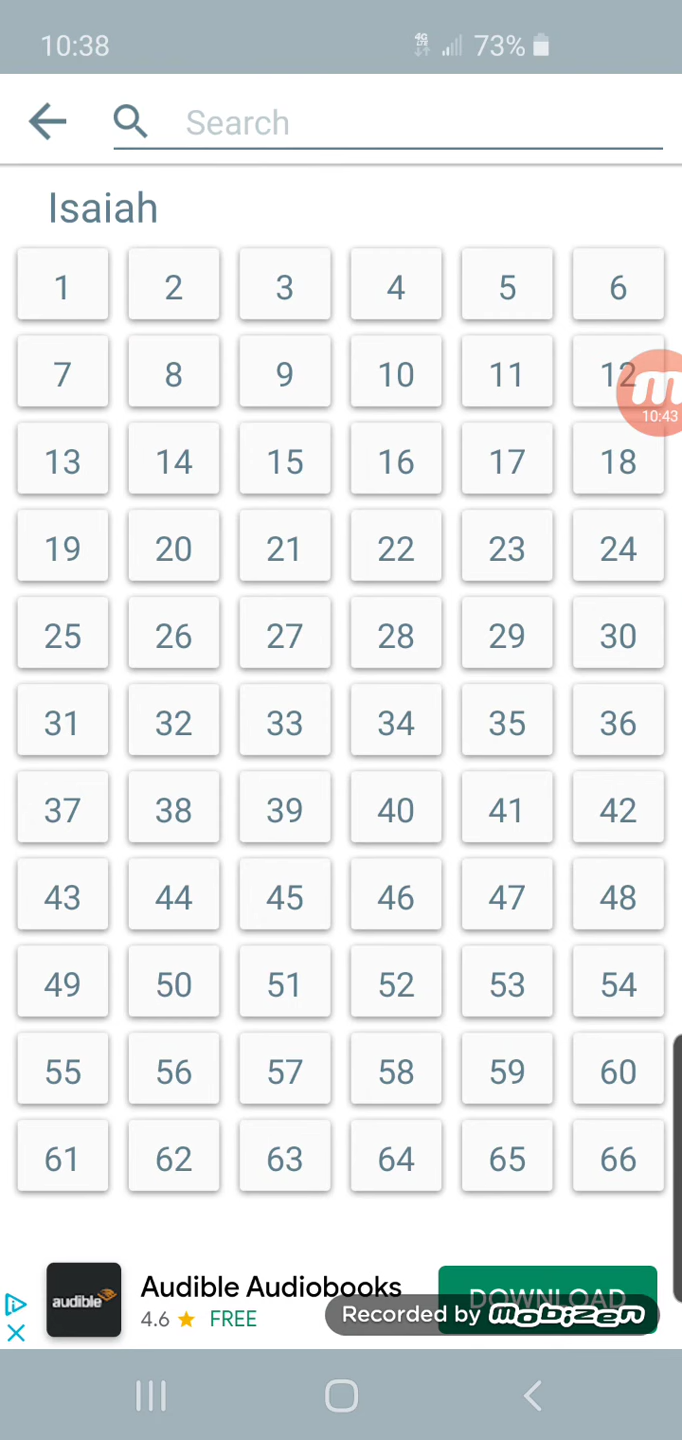 10:38 4G LTE 73%
Search
Isaiah
1 2 3 4 5 6
7 8 9 10 11 12
10:43
13 14 15 16 17 18
19 20 21 22 23 24
25 26 27 28 29 30
31 32 33 34 35 36
37 38 39 40 41 42
43 44 45 46 47 48
49 50 51 52 53 54
55 56 57 58 59 60
61 62 63 64 65 66
audible
Audible Audiobooks
4.6 ★ FREE
DOWNLOAD
Recorded by mobizen